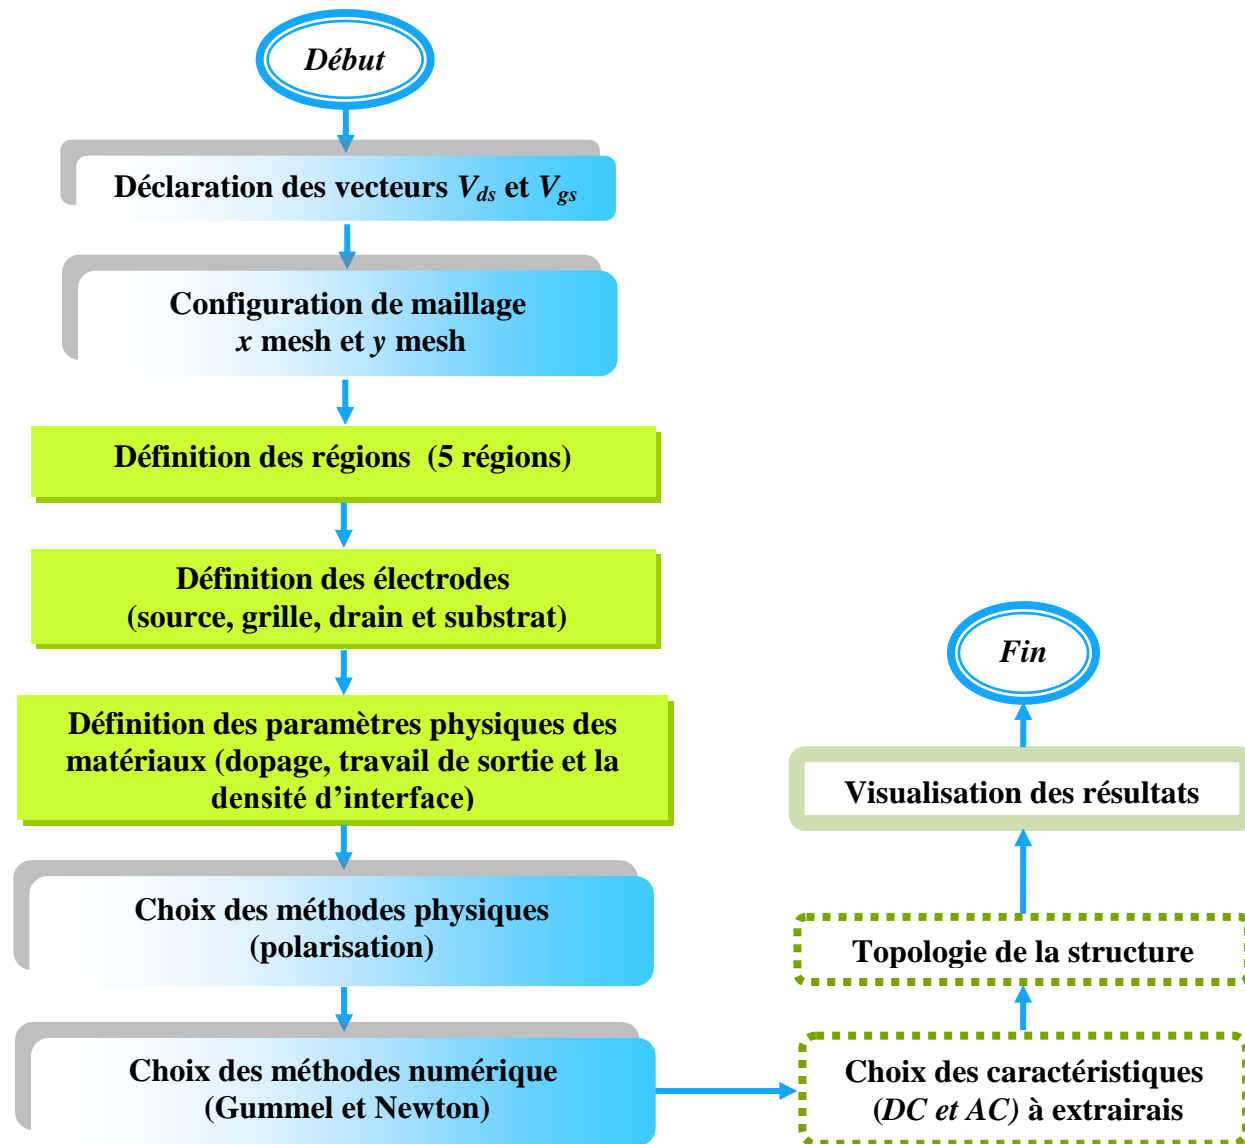 Début
Déclaration des vecteurs Vds et Vgs
Configuration de maillage
x mesh et y mesh
Définition des régions (5 régions)
Définition des électrodes
(source, grille, drain et substrat)
Définition des paramètres physiques des
matériaux (dopage, travail de sortie et la
densité d’interface)
Choix des méthodes physiques
(polarisation)
Choix des méthodes numérique
(Gummel et Newton)
Choix des caractéristiques
(DC et AC) à extrairais
Topologie de la structure
Visualisation des résultats
Fin